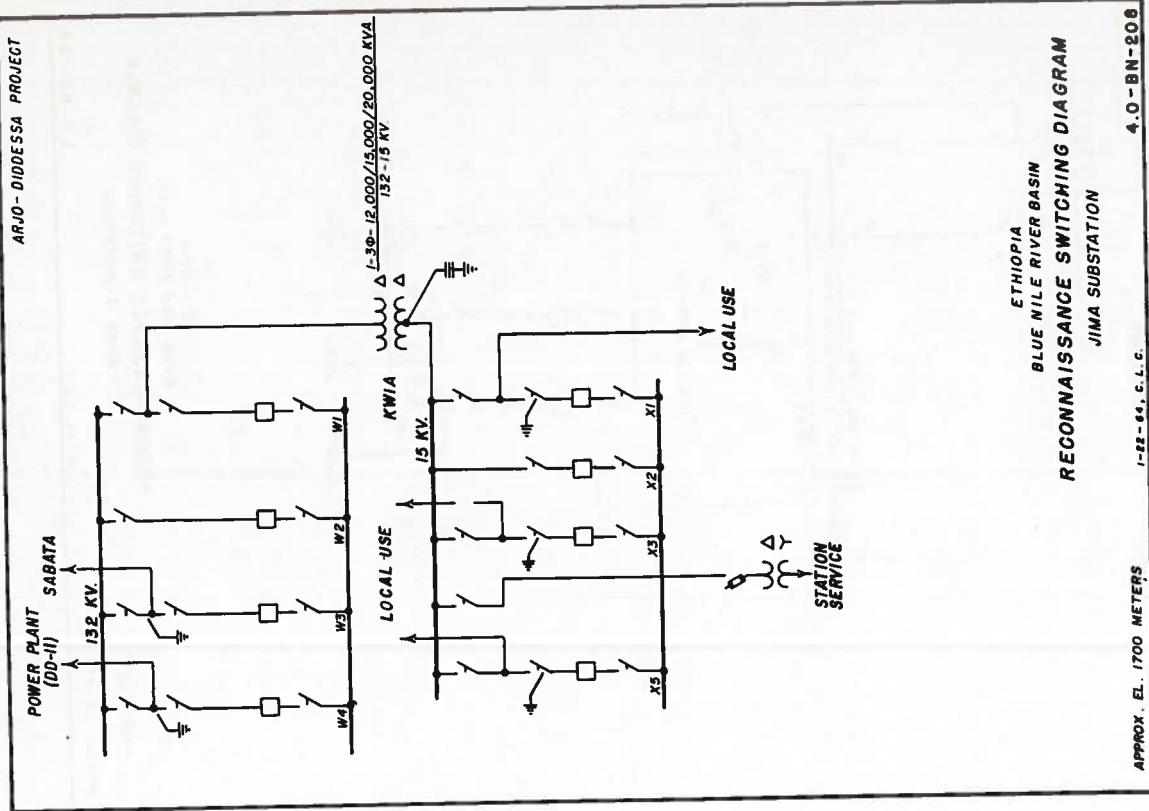 ARJO-DIDDESSA PROJECT
POWER PLANT
(DD-11)
SABATA
132 KV.
W4
W3
W2
W1
1-3Φ-12,000/15,000/20,000 KVA
132-15 KV.
Δ
Δ
KWIA
15 KV.
LOCAL USE
X5
X3
X2
X1
LOCAL USE
Δ
Y
STATION
SERVICE
ETHIOPIA
BLUE NILE RIVER BASIN
RECONNAISSANCE SWITCHING DIAGRAM
JIMA SUBSTATION
APPROX. EL. 1700 METERS
1-22-64, C.L.C.
4.0-BN-208